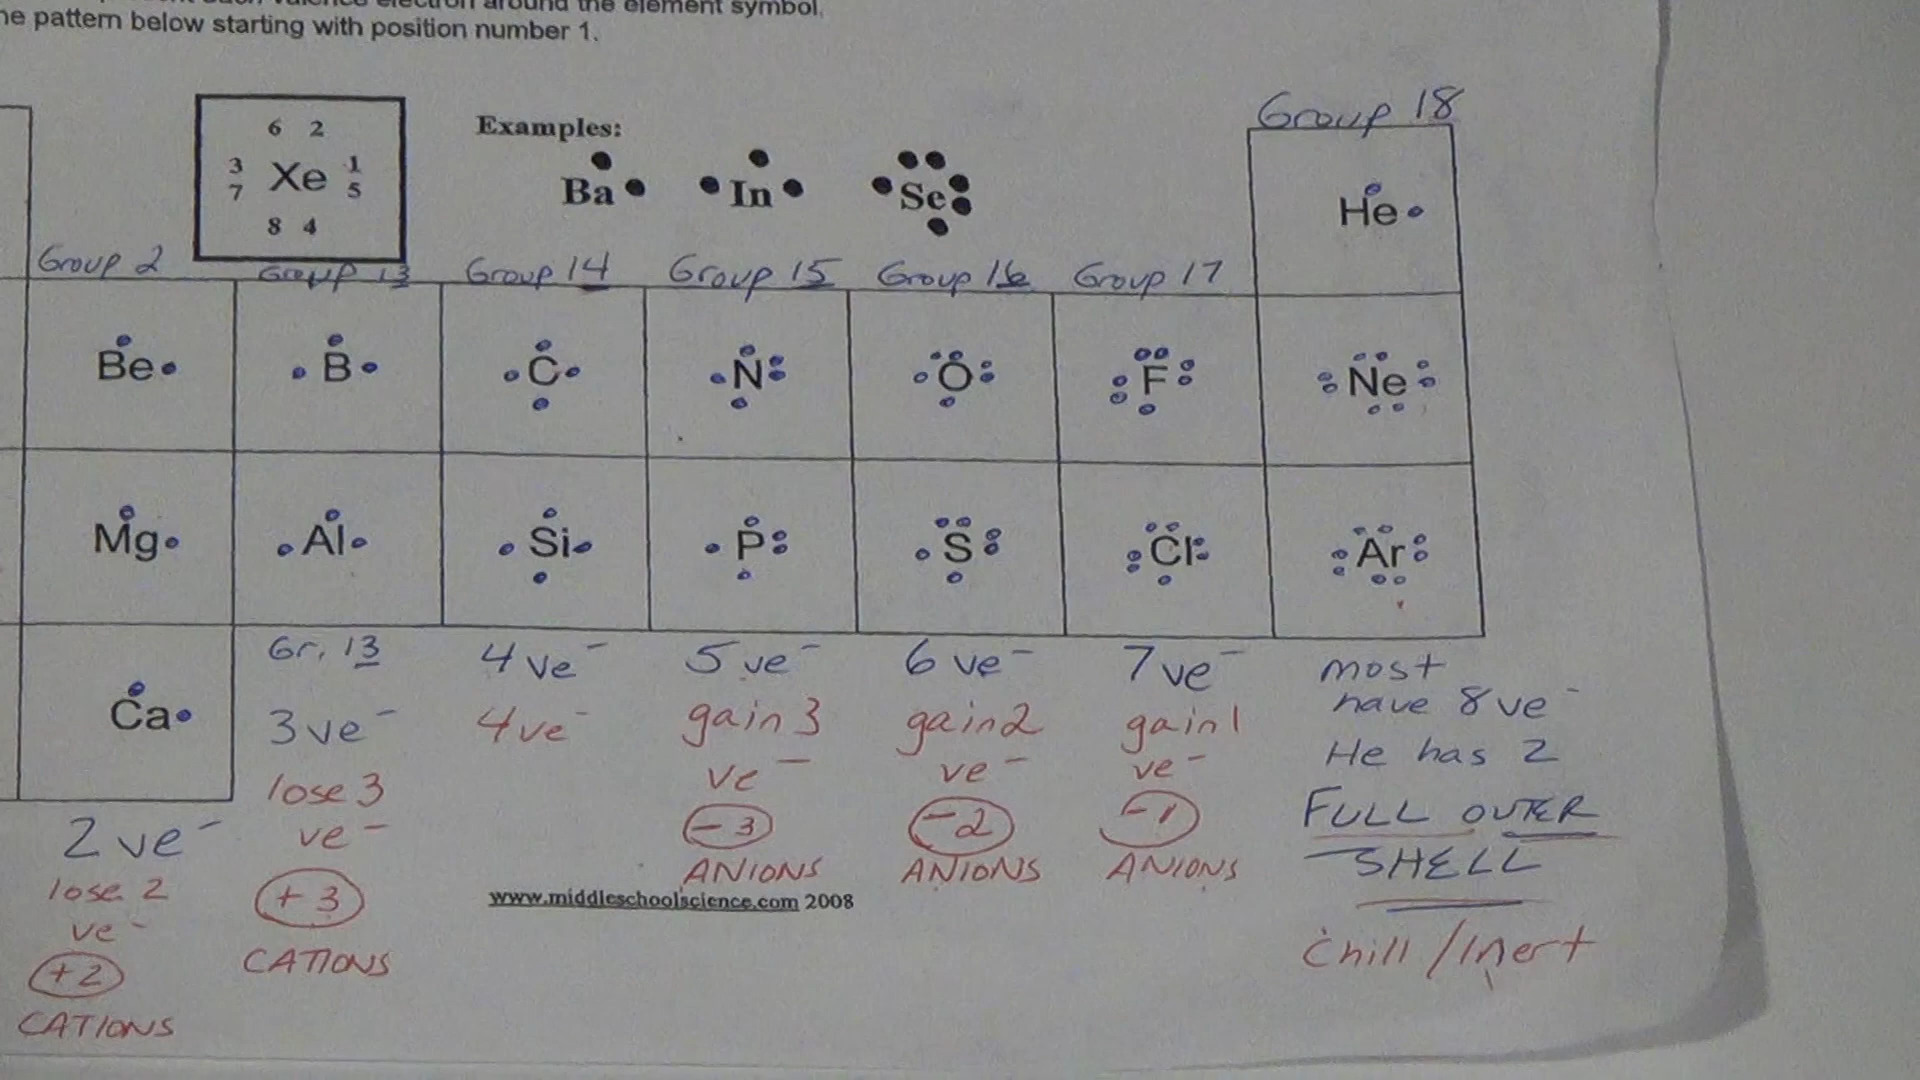 around the element symbol.
pattern below starting with position number 1.
6 2
3 Xe 1
7 5
8 4
Examples:
Ba In Se
Group 18
He
Group 2 Group 13 Group 14 Group 15 Group 16 Group 17
Be B C N O F Ne
Mg Al Si P S Cl Ar
Ca
2 ve⁻
lose 2
ve⁻
+2
CATIONS
Gr. 13
3 ve⁻
lose 3
ve⁻
+3
CATIONS
4 ve⁻
4 ve⁻
5 ve⁻
gain 3
ve⁻
-3
ANIONS
6 ve⁻
gain 2
ve⁻
-2
ANIONS
7 ve⁻
gain 1
ve⁻
-1
ANIONS
most
have 8 ve⁻
He has 2
FULL OUTER
SHELL
chill / Inert
www.middleschoolscience.com 2008